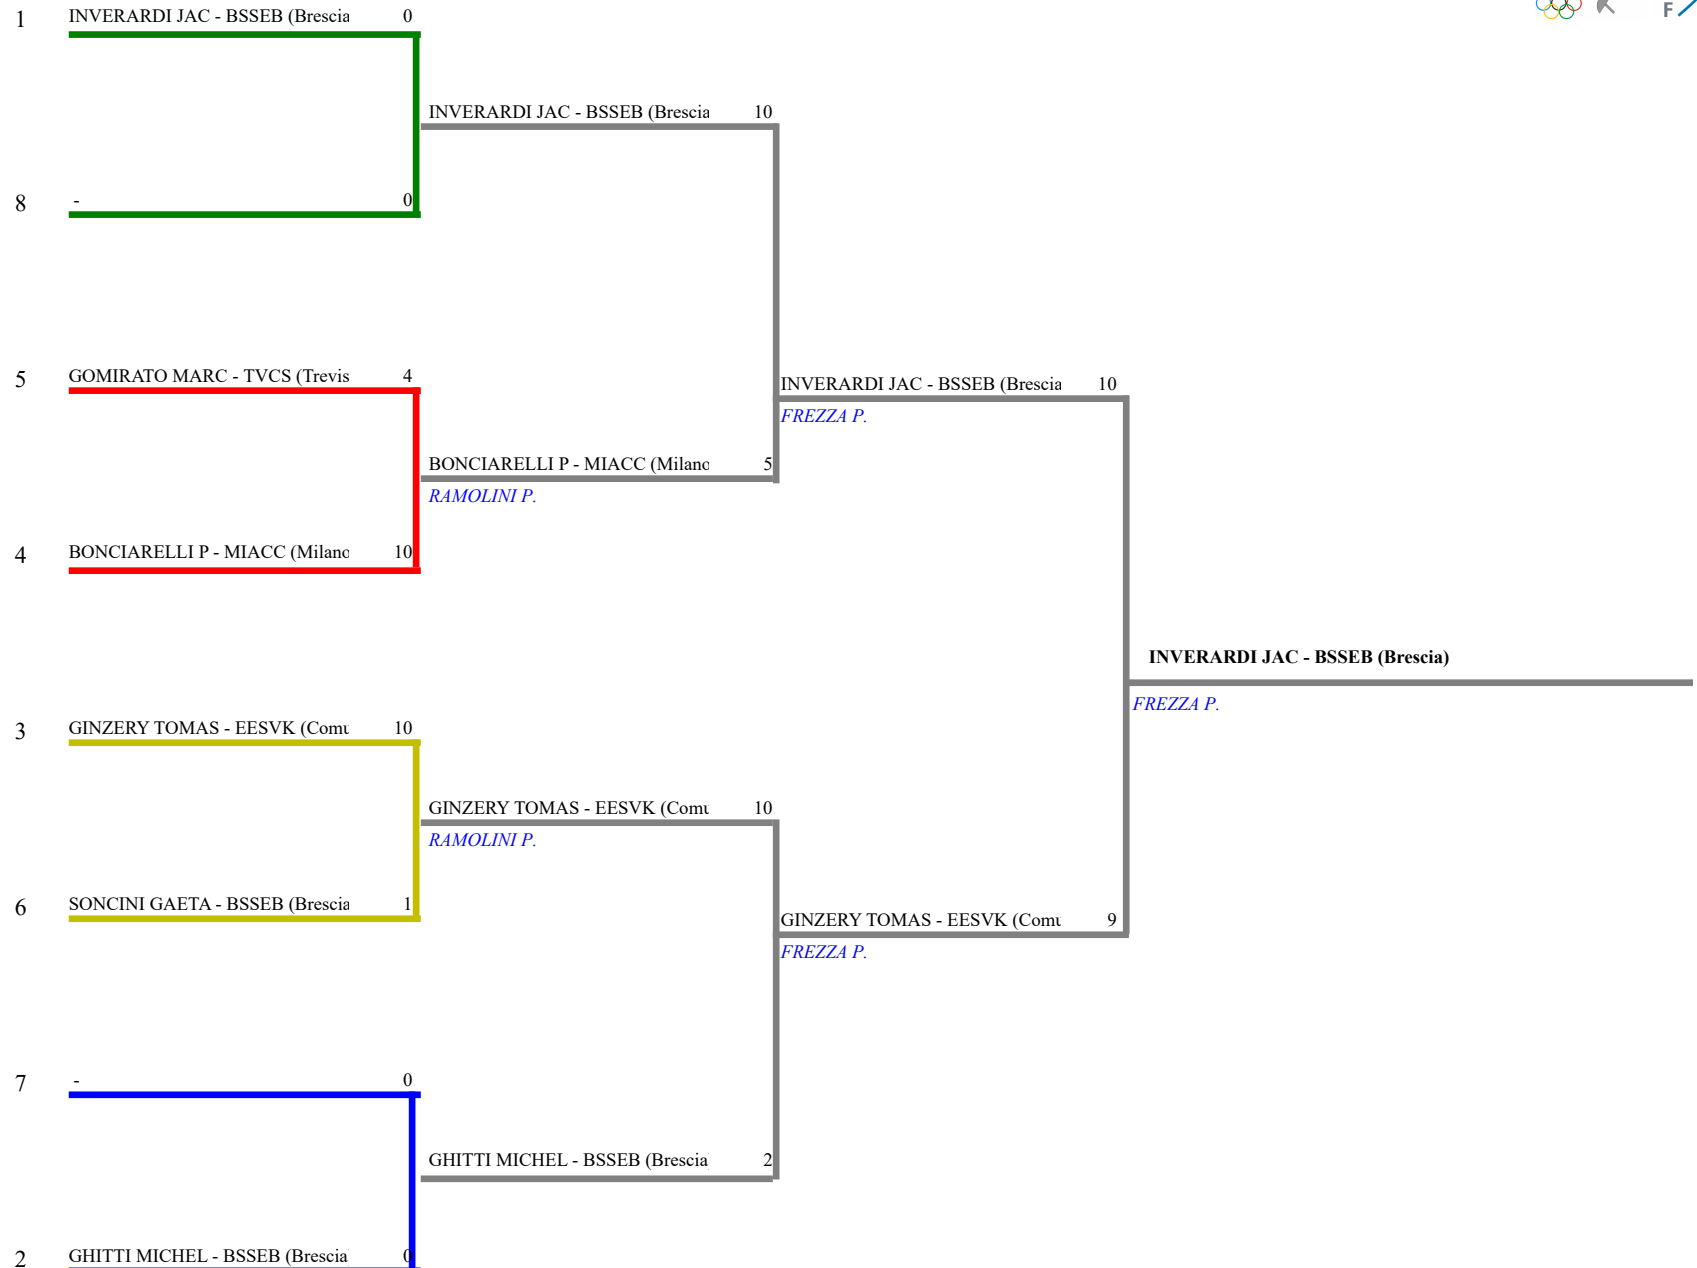 1 INVERARDI JAC - BSSEB (Brescia 0
F
INVERARDI JAC - BSSEB (Brescia 10
8 - 0
5 GOMIRATO MARC - TVCS (Trevis 4
INVERARDI JAC - BSSEB (Brescia 10
FREZZA P.
BONCIARELLI P - MIACC (Milano 5
RAMOLINI P.
4 BONCIARELLI P - MIACC (Milano 10
INVERARDI JAC - BSSEB (Brescia)
FREZZA P.
3 GINZERY TOMAS - EESVK (Comu 10
GINZERY TOMAS - EESVK (Comu 10
RAMOLINI P.
6 SONCINI GAETA - BSSEB (Brescia 1
GINZERY TOMAS - EESVK (Comu 9
FREZZA P.
7 - 0
GHITTI MICHEL - BSSEB (Brescia 2
2 GHITTI MICHEL - BSSEB (Brescia 0